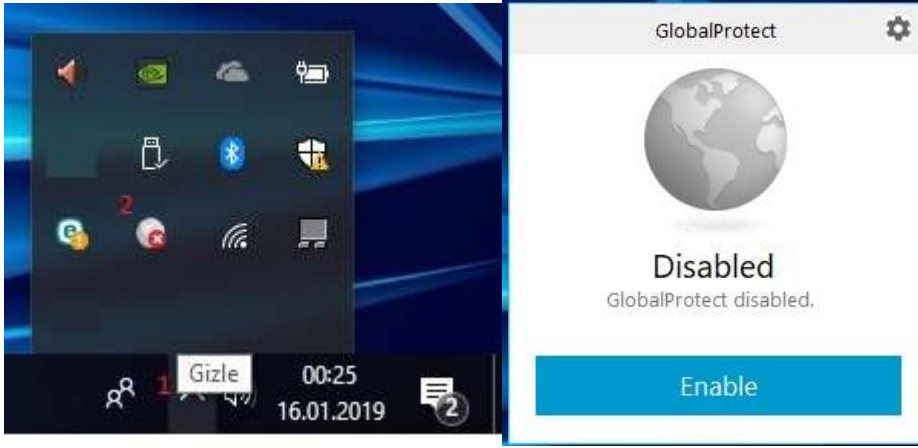 2
1
Gizle
00:25
16.01.2019
2
GlobalProtect
Disabled
GlobalProtect disabled.
Enable